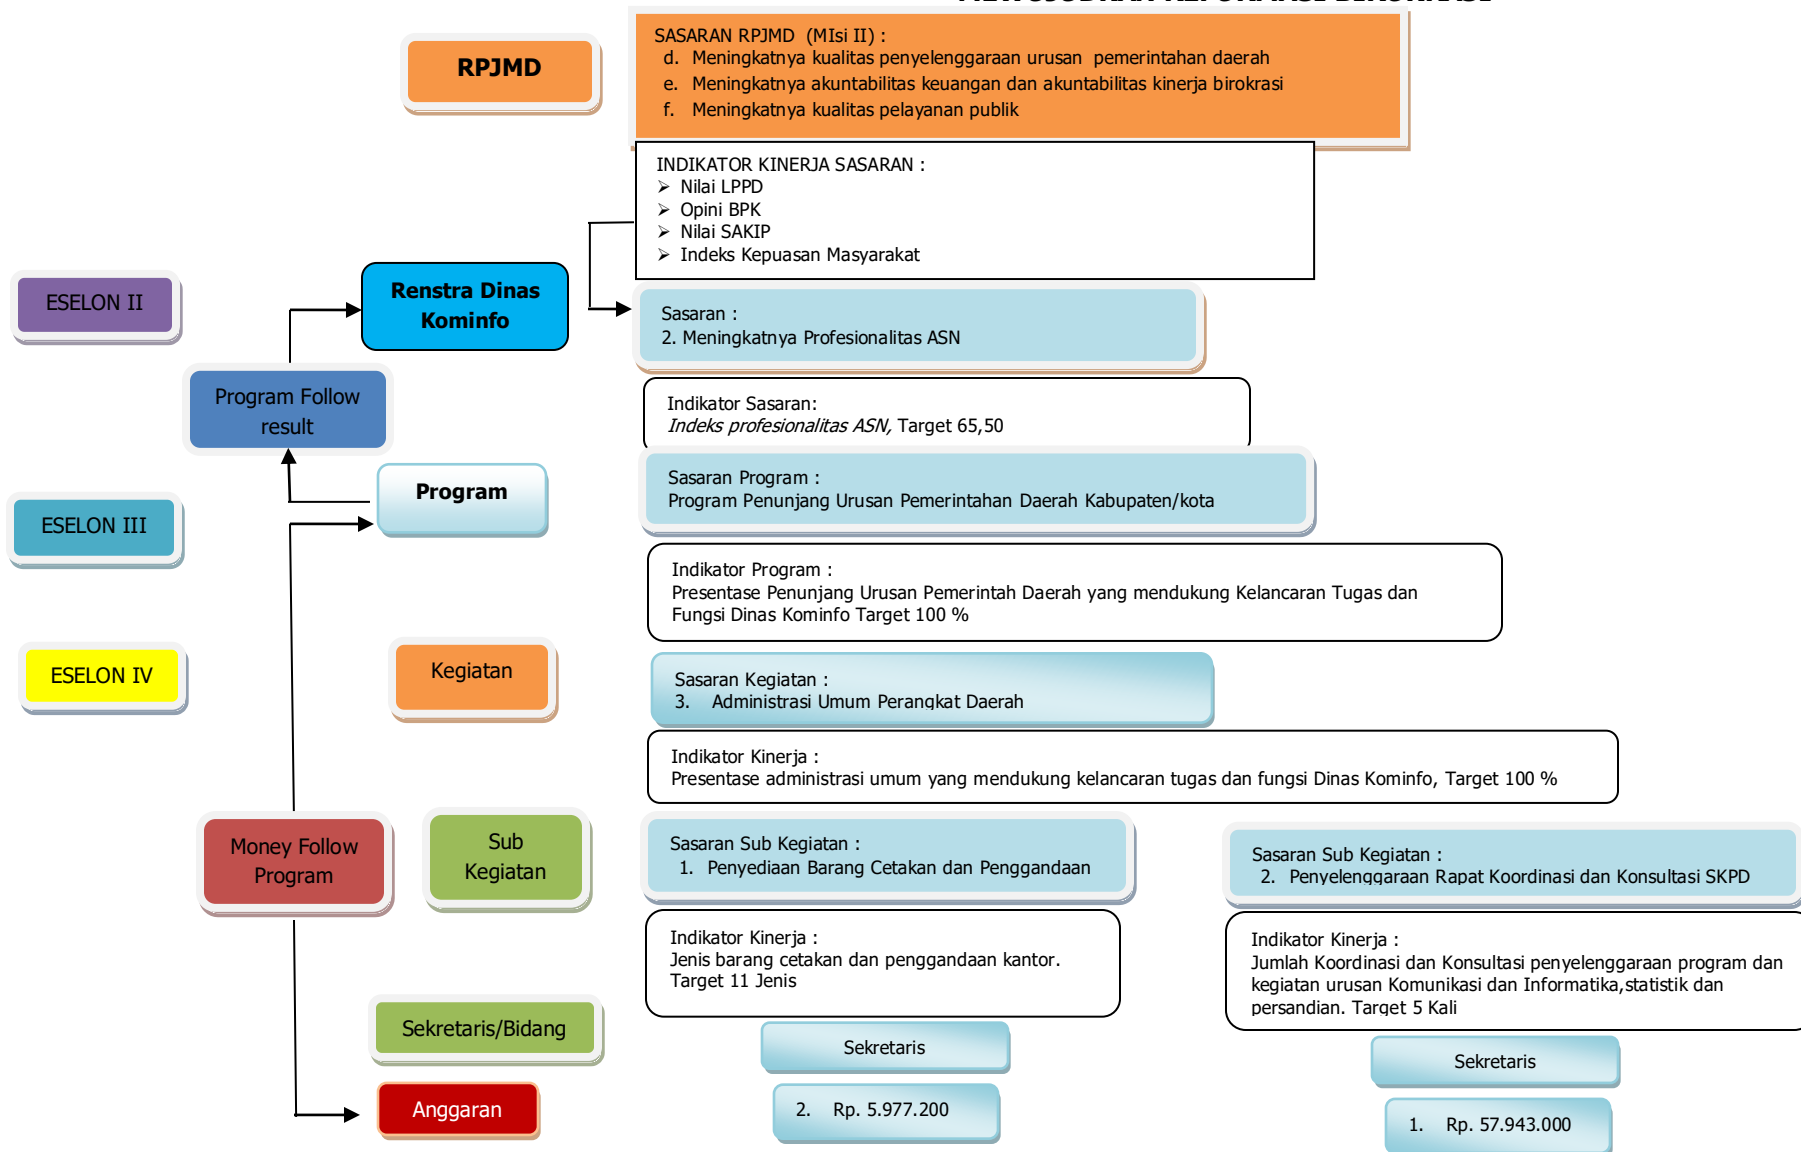 MEWUJUDKAN REFORMASI BIROKRASI
RPJMD
SASARAN RPJMD (MIsi II) :
d. Meningkatnya kualitas penyelenggaraan urusan pemerintahan daerah
e. Meningkatnya akuntabilitas keuangan dan akuntabilitas kinerja birokrasi
f. Meningkatnya kualitas pelayanan publik
INDIKATOR KINERJA SASARAN :
➢ Nilai LPPD
➢ Opini BPK
➢ Nilai SAKIP
➢ Indeks Kepuasan Masyarakat
ESELON II
Renstra Dinas
Kominfo
Sasaran :
2. Meningkatnya Profesionalitas ASN
Program Follow
result
Indikator Sasaran:
Indeks profesionalitas ASN, Target 65,50
ESELON III
Program
Sasaran Program :
Program Penunjang Urusan Pemerintahan Daerah Kabupaten/kota
Indikator Program :
Presentase Penunjang Urusan Pemerintah Daerah yang mendukung Kelancaran Tugas dan
Fungsi Dinas Kominfo Target 100 %
ESELON IV
Kegiatan
Sasaran Kegiatan :
3. Administrasi Umum Perangkat Daerah
Indikator Kinerja :
Presentase administrasi umum yang mendukung kelancaran tugas dan fungsi Dinas Kominfo, Target 100 %
Money Follow
Program
Sub
Kegiatan
Sasaran Sub Kegiatan :
1. Penyediaan Barang Cetakan dan Penggandaan
Sasaran Sub Kegiatan :
2. Penyelenggaraan Rapat Koordinasi dan Konsultasi SKPD
Indikator Kinerja :
Jenis barang cetakan dan penggandaan kantor.
Target 11 Jenis
Indikator Kinerja :
Jumlah Koordinasi dan Konsultasi penyelenggaraan program dan
kegiatan urusan Komunikasi dan Informatika,statistik dan
persandian. Target 5 Kali
Sekretaris/Bidang
Sekretaris
Sekretaris
Anggaran
2. Rp. 5.977.200
1. Rp. 57.943.000